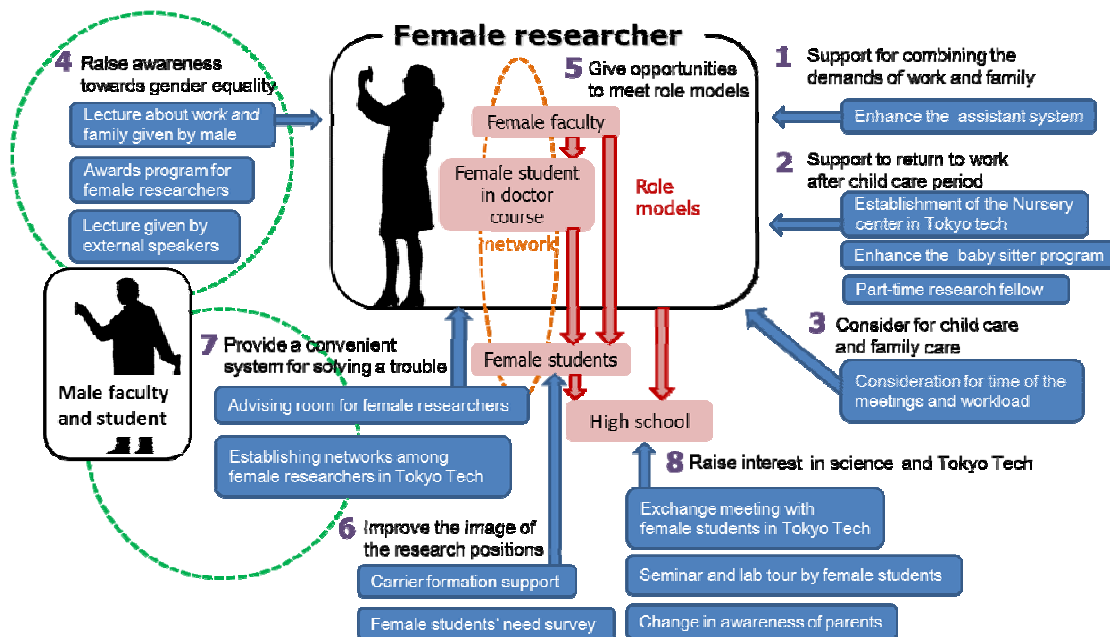 Female researcher
4 Raise awareness
towards gender equality
Lecture about work and
family given by male
Awards program for
female researchers
Lecture given by
external speakers
Male faculty
and student
5 Give opportunities
to meet role models
Female faculty
Female student
in doctor
course
network
Role
models
Female students
High school
1 Support for combining the
demands of work and family
Enhance the assistant system
2 Support to return to work
after child care period
Establishment of the Nursery
center in Tokyo tech
Enhance the baby sitter program
Part-time research fellow
3 Consider for child care
and family care
Consideration for time of the
meetings and workload
7 Provide a convenient
system for solving a trouble
Advising room for female researchers
Establishing networks among
female researchers in Tokyo Tech
6 Improve the image of
the research positions
Carrier formation support
Female students' need survey
8 Raise interest in science and Tokyo Tech
Exchange meeting with
female students in Tokyo Tech
Seminar and lab tour by female students
Change in awareness of parents